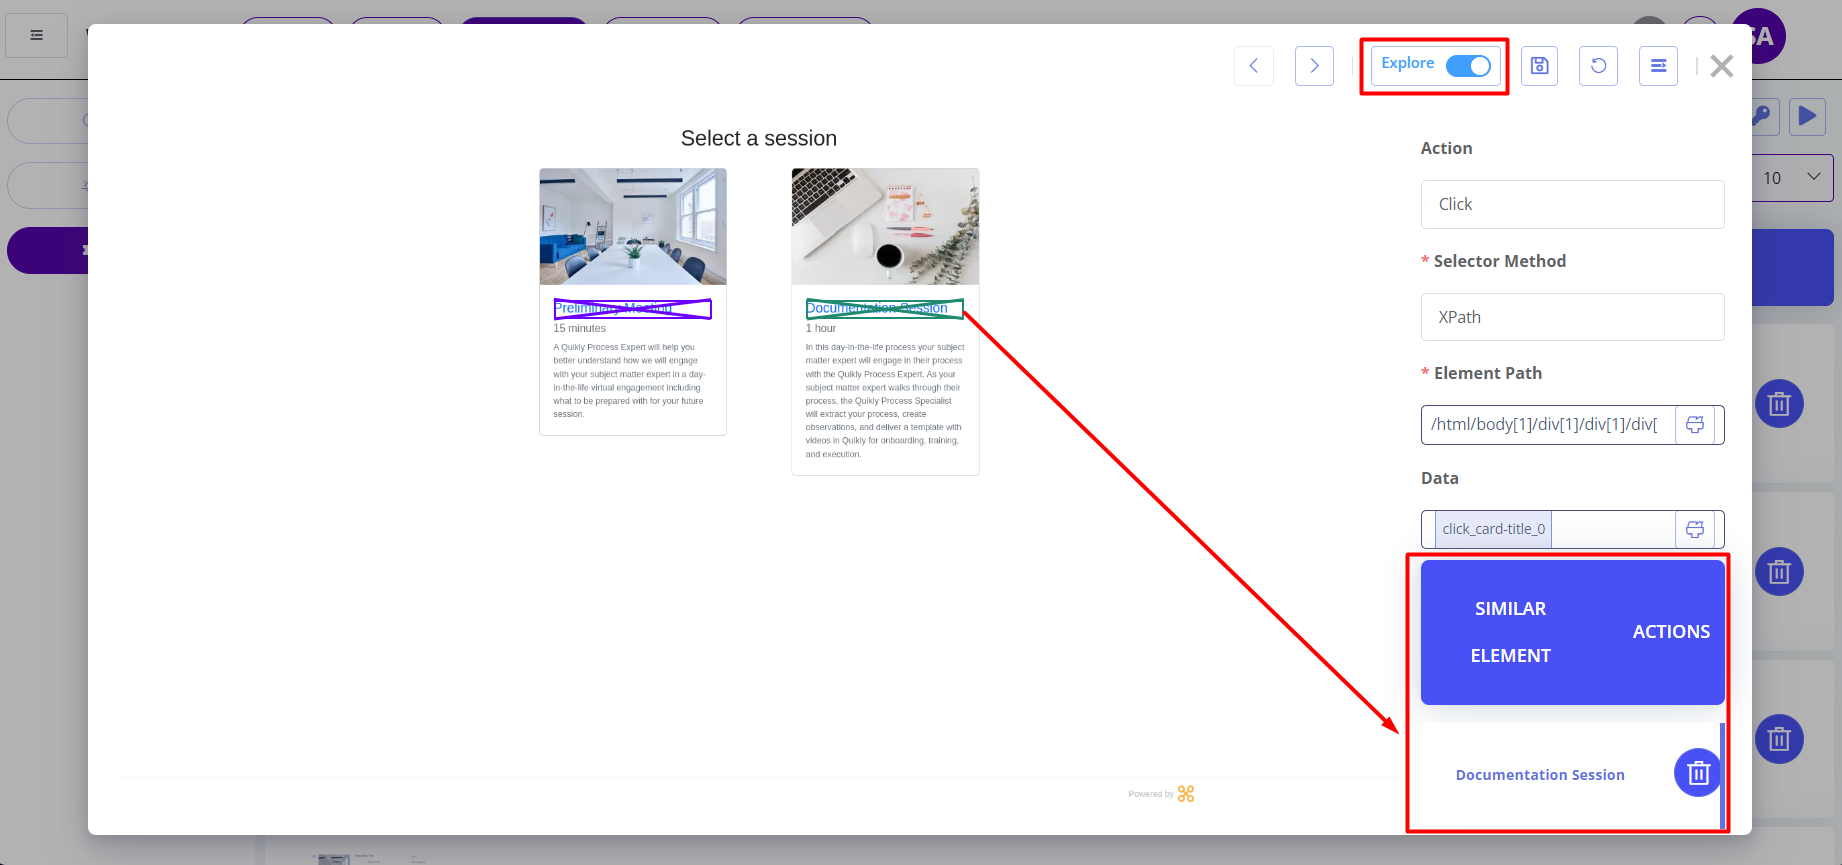 SA
Explore
Select a session
Action
Click
* Selector Method
XPath
* Element Path
/html/body[1]/div[1]/div[1]/div[
Data
click_card-title_0
10
Preliminary Meeting
15 minutes
A Quikly Process Expert will help you
better understand how we will engage
with your subject matter expert in a day-
in-the-life virtual engagement including
what to be prepared with for your future
session.
Documentation Session
1 hour
In this day-in-the-life process your subject
matter expert will engage in their process
with the Quikly Process Expert. As your
subject matter expert walks through their
process, the Quikly Process Specialist
will extract your process, create
observations, and deliver a template with
videos in Quikly for onboarding, training,
and execution.
SIMILAR
ELEMENT
ACTIONS
Documentation Session
Powered by